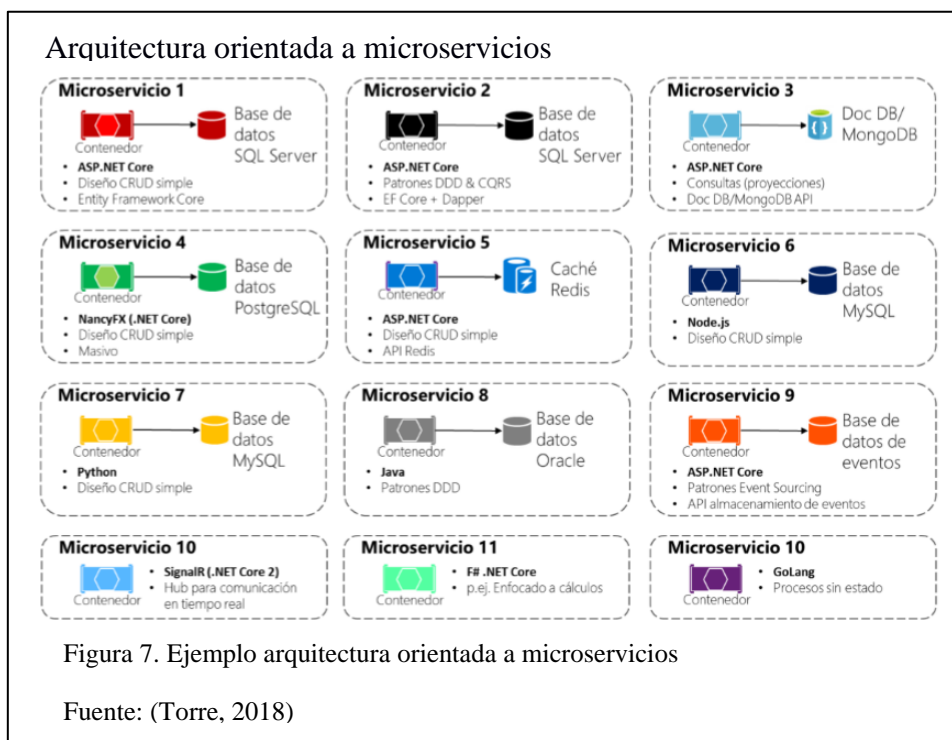 Arquitectura orientada a microservicios
Microservicio 1
Contenedor
Base de
datos
SQL Server
• ASP.NET Core
• Diseño CRUD simple
• Entity Framework Core
Microservicio 2
Contenedor
Base de
datos
SQL Server
• ASP.NET Core
• Patrones DDD & CQRS
• EF Core + Dapper
Microservicio 3
Contenedor
Doc DB/
MongoDB
• ASP.NET Core
• Consultas (proyecciones)
• Doc DB/MongoDB API
Microservicio 4
Contenedor
Base de
datos
PostgreSQL
• NancyFX (.NET Core)
• Diseño CRUD simple
• Masivo
Microservicio 5
Contenedor
Caché
Redis
• ASP.NET Core
• Diseño CRUD simple
• API Redis
Microservicio 6
Contenedor
Base de
datos
MySQL
• Node.js
• Diseño CRUD simple
Microservicio 7
Contenedor
Base de
datos
MySQL
• Python
• Diseño CRUD simple
Microservicio 8
Contenedor
Base de
datos
Oracle
• Java
• Patrones DDD
Microservicio 9
Contenedor
Base de
datos de
eventos
• ASP.NET Core
• Patrones Event Sourcing
• API almacenamiento de eventos
Microservicio 10
Contenedor
• SignalR (.NET Core 2)
• Hub para comunicación
en tiempo real
Microservicio 11
Contenedor
• F# .NET Core
• p.ej. Enfocado a cálculos
Microservicio 10
Contenedor
• GoLang
• Procesos sin estado
Figura 7. Ejemplo arquitectura orientada a microservicios
Fuente: (Torre, 2018)